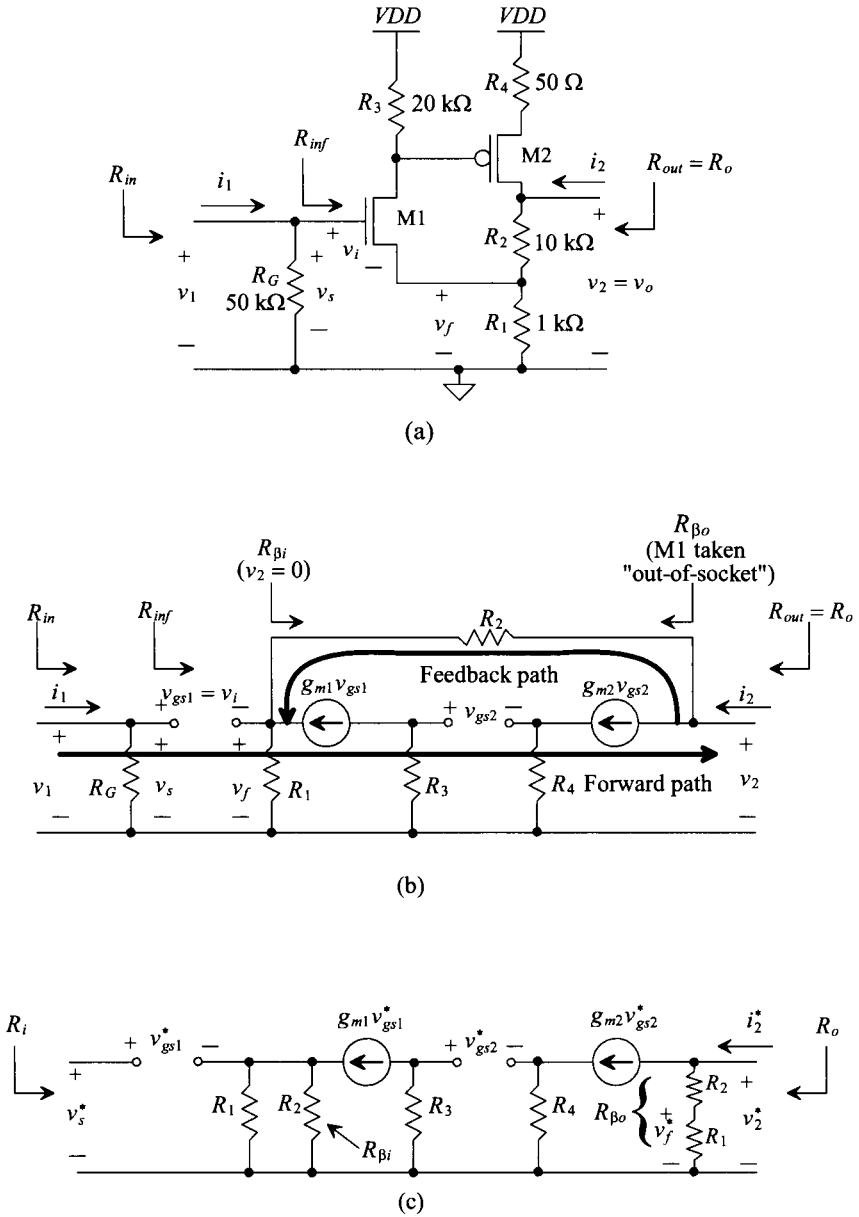 VDD VDD
R4 50 Ω
R3 20 kΩ
Rinf M2
Rin i1 i2 Rout = Ro
M1
+ +
+ + vi − R2 10 kΩ
v1 RG vs + v2 = vo
50 kΩ vf R1 1 kΩ
− − − −
(a)
Rβo
Rβi (M1 taken
(v2 = 0) "out-of-socket")
Rin Rinf Rout = Ro
R2
Feedback path
i1 + vgs1 = vi − gm1vgs1 + vgs2 − gm2vgs2 i2
+ + + +
v1 RG vs vf R1 R3 R4 Forward path v2
− − − −
(b)
Ri + v*gs1 − gm1v*gs1 + v*gs2 − gm2v*gs2 i*2 Ro
+ R2 +
v*s R1 R2 R3 R4 Rβo { + v*f v*2
Rβi R1
− − −
(c)